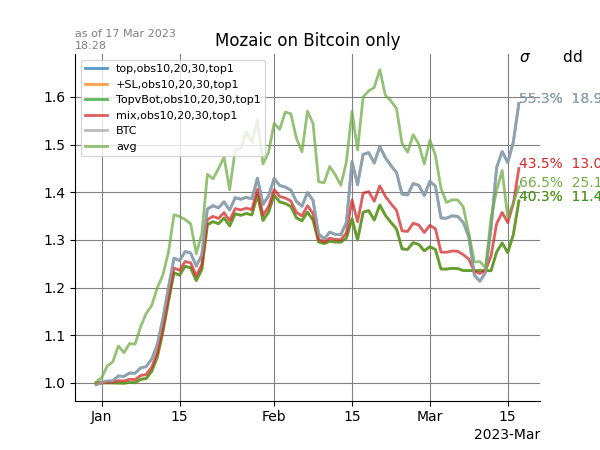 as of 17 Mar 2023
18:28
Mozaic on Bitcoin only
σ dd
top,obs10,20,30,top1
+SL,obs10,20,30,top1
TopvBot,obs10,20,30,top1
mix,obs10,20,30,top1
BTC
avg
55.3% 18.9
43.5% 13.0
66.5% 25.1
40.3% 11.4
1.6
1.5
1.4
1.3
1.2
1.1
1.0
Jan 15 Feb 15 Mar 15
2023-Mar